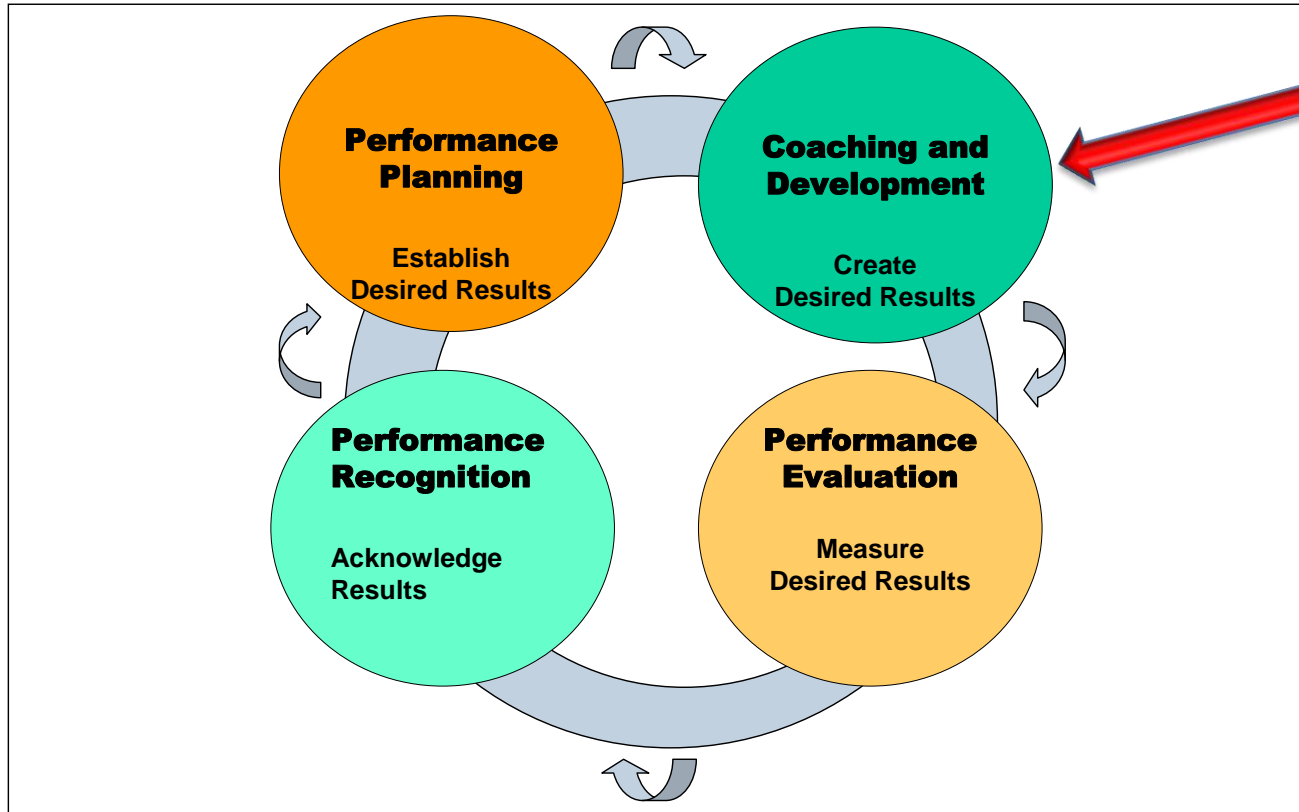 Performance
Planning
Establish
Desired Results
Coaching and
Development
Create
Desired Results
Performance
Recognition
Acknowledge
Results
Performance
Evaluation
Measure
Desired Results